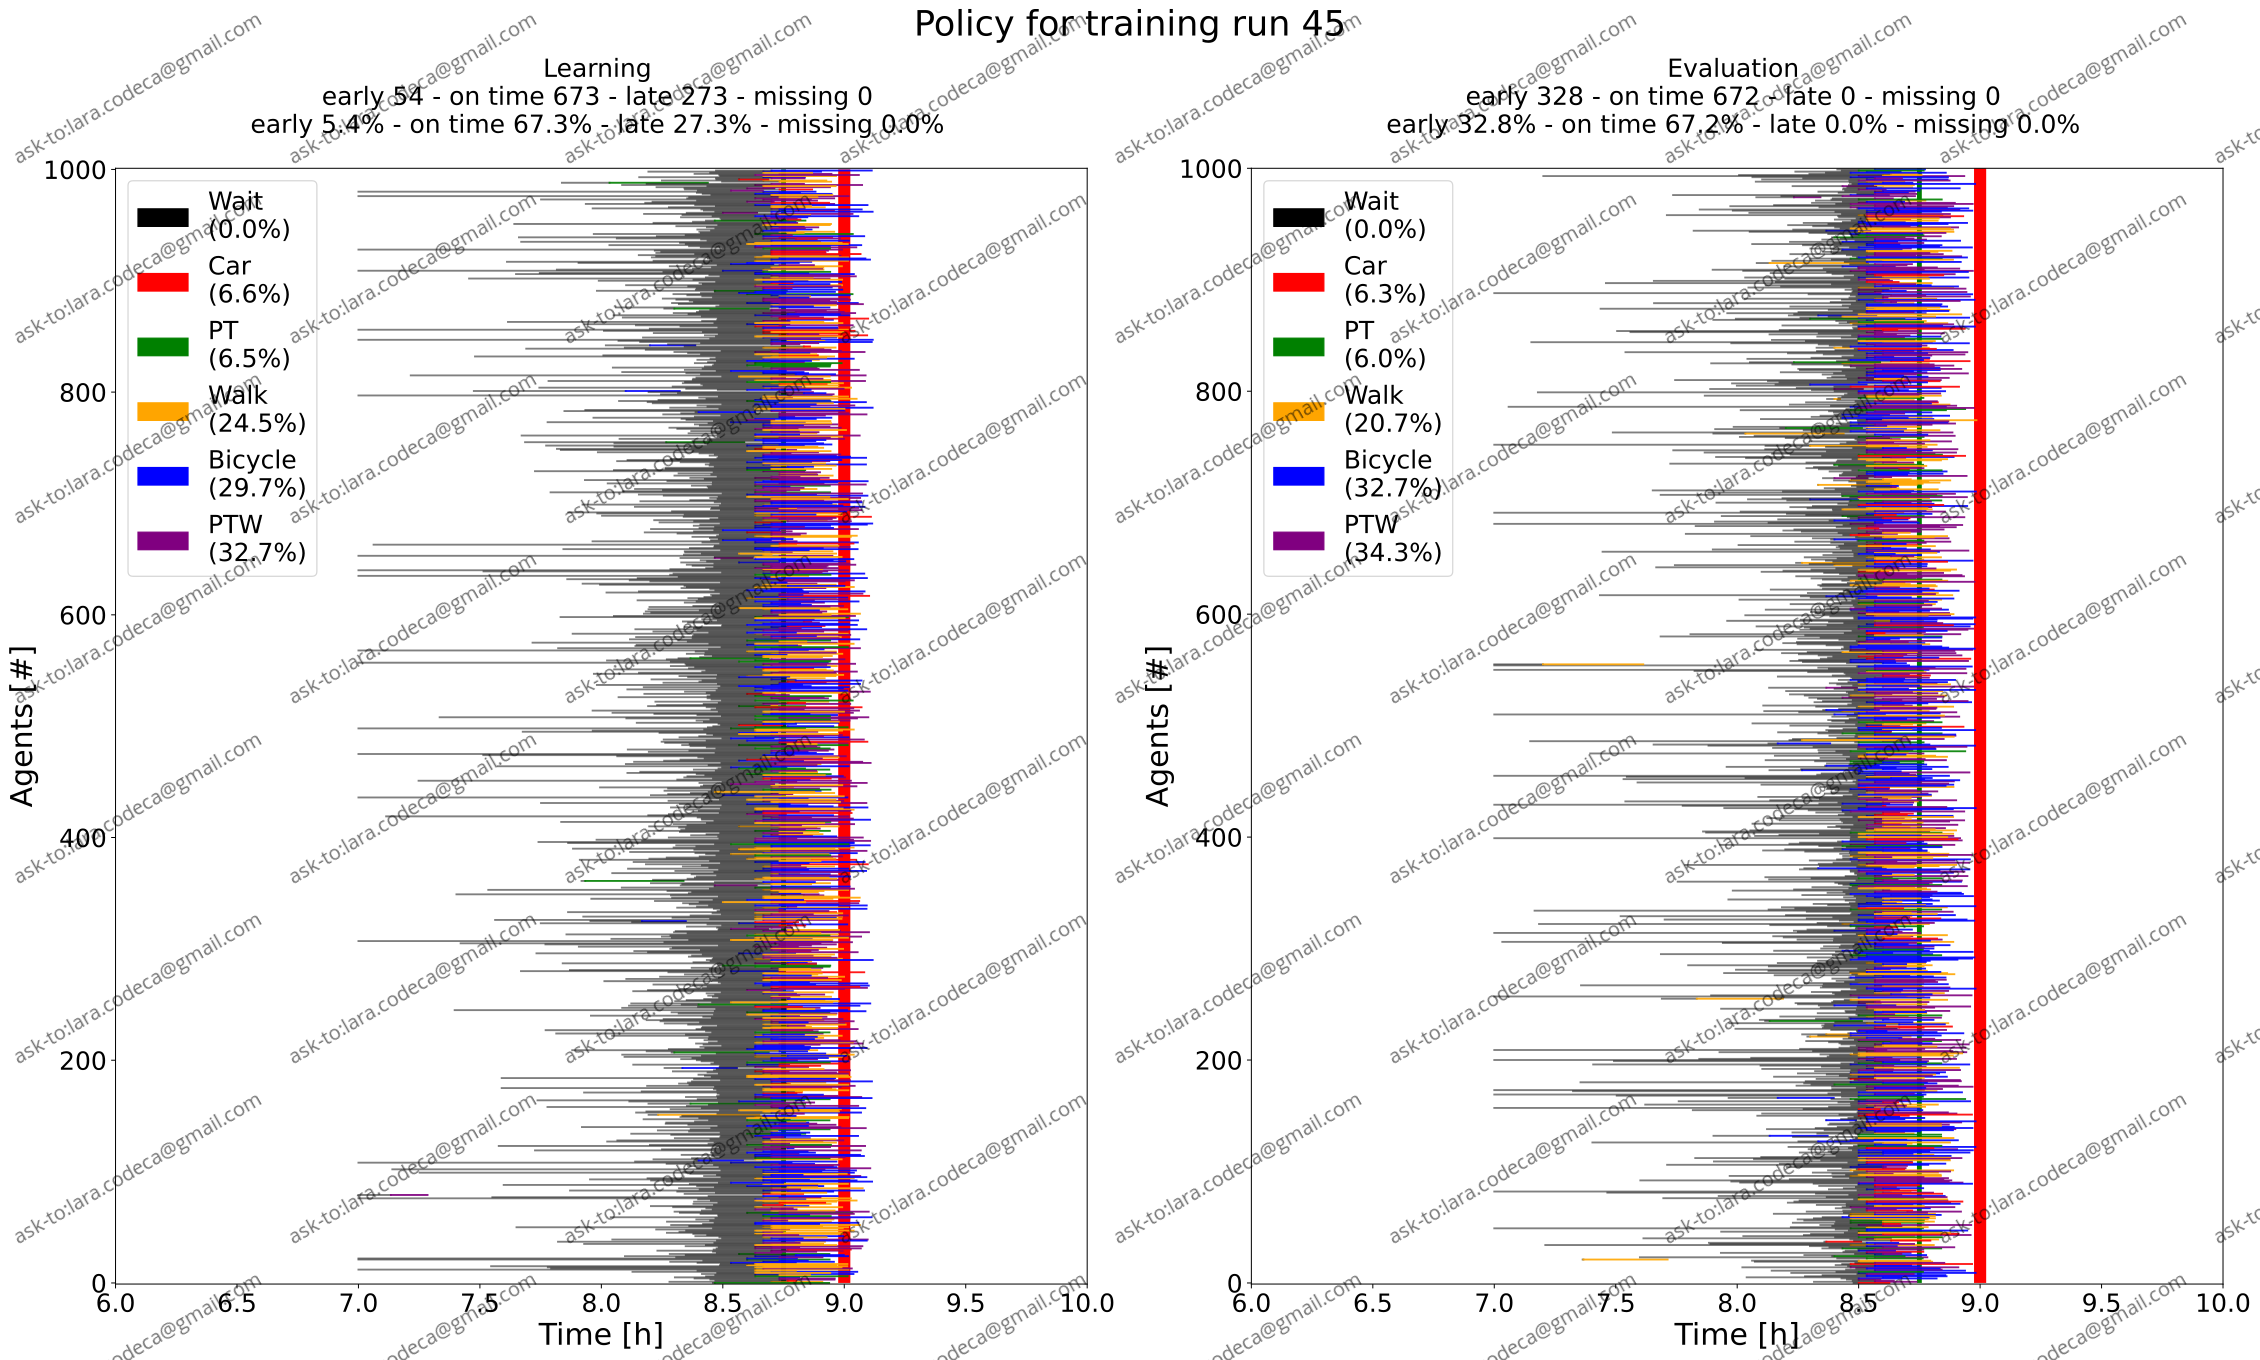 Policy for training run 45
Learning
early 54 - on time 673 - late 273 - missing 0
early 5.4% - on time 67.3% - late 27.3% - missing 0.0%
Evaluation
early 328 - on time 672 - late 0 - missing 0
early 32.8% - on time 67.2% - late 0.0% - missing 0.0%
1000
800
600
400
200
0
Agents [#]
Wait
(0.0%)
Car
(6.6%)
PT
(6.5%)
Walk
(24.5%)
Bicycle
(29.7%)
PTW
(32.7%)
6.0 6.5 7.0 7.5 8.0 8.5 9.0 9.5 10.0
Time [h]
1000
800
600
400
200
0
Agents [#]
Wait
(0.0%)
Car
(6.3%)
PT
(6.0%)
Walk
(20.7%)
Bicycle
(32.7%)
PTW
(34.3%)
6.0 6.5 7.0 7.5 8.0 8.5 9.0 9.5 10.0
Time [h]
ask-to:lara.codeca@gmail.com